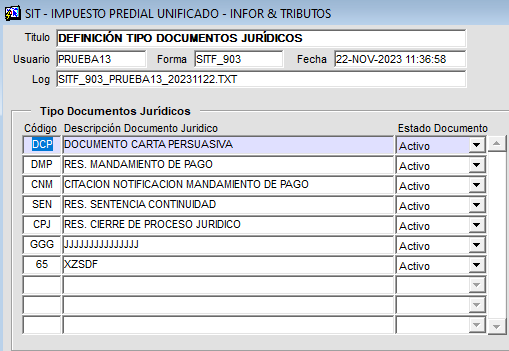 SIT - IMPUESTO PREDIAL UNIFICADO - INFOR & TRIBUTOS
Titulo DEFINICIÓN TIPO DOCUMENTOS JURÍDICOS
Usuario PRUEBA13 Forma SITF_903 Fecha 22-NOV-2023 11:36:58
Log SITF_903_PRUEBA13_20231122.TXT
Tipo Documentos Jurídicos
Código Descripción Documento Juridico Estado Documento
DCP DOCUMENTO CARTA PERSUASIVA Activo
DMP RES. MANDAMIENTO DE PAGO Activo
CNM CITACION NOTIFICACION MANDAMIENTO DE PAGO Activo
SEN RES. SENTENCIA CONTINUIDAD Activo
CPJ RES. CIERRE DE PROCESO JURIDICO Activo
GGG JJJJJJJJJJJJJJJ Activo
65 XZSDF Activo